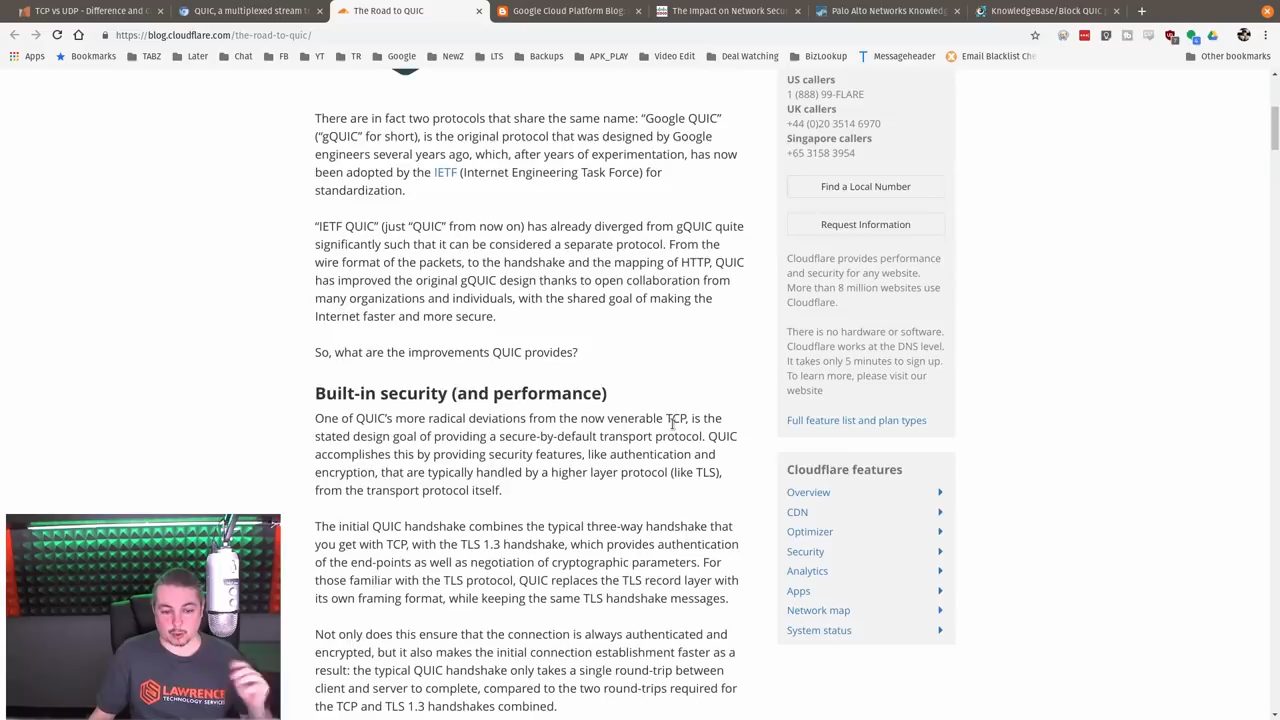 TCP vs UDP - Difference and C
QUIC, a multiplexed stream t
The Road to QUIC
Google Cloud Platform Blog:
The Impact on Network Secu
Palo Alto Networks Knowled
KnowledgeBase/Block QUIC
https://blog.cloudflare.com/the-road-to-quic/
Apps
Bookmarks
TABZ
Later
Chat
FB
YT
TR
Google
NewZ
LTS
Backups
APK_PLAY
Video Edit
Deal Watching
BizLookup
Messageheader
Email Blacklist Che
Other bookmarks
There are in fact two protocols that share the same name: “Google QUIC”
(“gQUIC” for short), is the original protocol that was designed by Google
engineers several years ago, which, after years of experimentation, has now
been adopted by the IETF (Internet Engineering Task Force) for
standardization.
“IETF QUIC” (just “QUIC” from now on) has already diverged from gQUIC quite
significantly such that it can be considered a separate protocol. From the
wire format of the packets, to the handshake and the mapping of HTTP, QUIC
has improved the original gQUIC design thanks to open collaboration from
many organizations and individuals, with the shared goal of making the
Internet faster and more secure.
So, what are the improvements QUIC provides?
Built-in security (and performance)
One of QUIC’s more radical deviations from the now venerable TCP, is the
stated design goal of providing a secure-by-default transport protocol. QUIC
accomplishes this by providing security features, like authentication and
encryption, that are typically handled by a higher layer protocol (like TLS),
from the transport protocol itself.
The initial QUIC handshake combines the typical three-way handshake that
you get with TCP, with the TLS 1.3 handshake, which provides authentication
of the end-points as well as negotiation of cryptographic parameters. For
those familiar with the TLS protocol, QUIC replaces the TLS record layer with
its own framing format, while keeping the same TLS handshake messages.
Not only does this ensure that the connection is always authenticated and
encrypted, but it also makes the initial connection establishment faster as a
result: the typical QUIC handshake only takes a single round-trip between
client and server to complete, compared to the two round-trips required for
the TCP and TLS 1.3 handshakes combined.
US callers
1 (888) 99-FLARE
UK callers
+44 (0)20 3514 6970
Singapore callers
+65 3158 3954
Find a Local Number
Request Information
Cloudflare provides performance
and security for any website.
More than 8 million websites use
Cloudflare.
There is no hardware or software.
Cloudflare works at the DNS level.
It takes only 5 minutes to sign up.
To learn more, please visit our
website
Full feature list and plan types
Cloudflare features
Overview
CDN
Optimizer
Security
Analytics
Apps
Network map
System status
LAWRENCE
TECHNOLOGY SERVICES